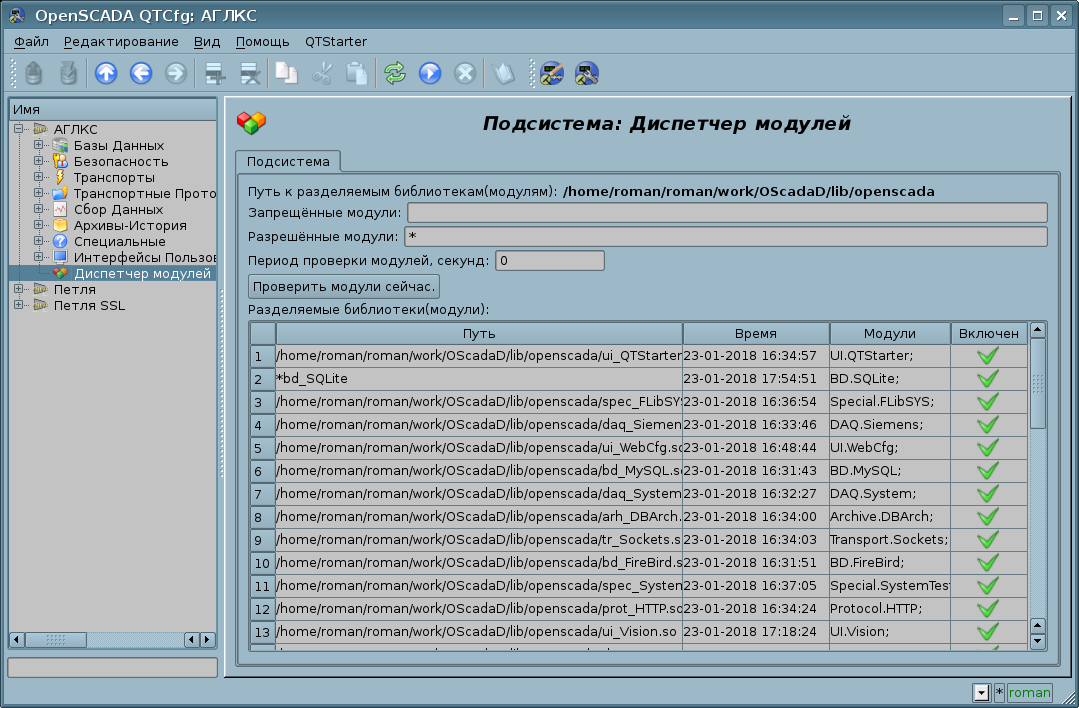 OpenSCADA QTCfg: АГЛКС
Файл Редактирование Вид Помощь QTStarter
Имя
АГЛКС
Базы Данных
Безопасность
Транспорты
Транспортные Прото
Сбор Данных
Архивы-История
Специальные
Интерфейсы Пользов
Диспетчер модулей
Петля
Петля SSL
Подсистема: Диспетчер модулей
Подсистема
Путь к разделяемым библиотекам(модулям): /home/roman/roman/work/OScadaD/lib/openscada
Запрещённые модули:
Разрешённые модули: *
Период проверки модулей, секунд: 0
Проверить модули сейчас.
Разделяемые библиотеки(модули):
Путь Время Модули Включен
1 /home/roman/roman/work/OScadaD/lib/openscada/ui_QTStarter 23-01-2018 16:34:57 UI.QTStarter;
2 *bd_SQLite 23-01-2018 17:54:51 BD.SQLite;
3 /home/roman/roman/work/OScadaD/lib/openscada/spec_FLibSYS 23-01-2018 16:36:54 Special.FLibSYS;
4 /home/roman/roman/work/OScadaD/lib/openscada/daq_Siemen 23-01-2018 16:33:46 DAQ.Siemens;
5 /home/roman/roman/work/OScadaD/lib/openscada/ui_WebCfg.so 23-01-2018 16:48:44 UI.WebCfg;
6 /home/roman/roman/work/OScadaD/lib/openscada/bd_MySQL.so 23-01-2018 16:31:43 BD.MySQL;
7 /home/roman/roman/work/OScadaD/lib/openscada/daq_System 23-01-2018 16:32:27 DAQ.System;
8 /home/roman/roman/work/OScadaD/lib/openscada/arh_DBArch. 23-01-2018 16:34:00 Archive.DBArch;
9 /home/roman/roman/work/OScadaD/lib/openscada/tr_Sockets.s 23-01-2018 16:34:03 Transport.Sockets;
10 /home/roman/roman/work/OScadaD/lib/openscada/bd_FireBird.s 23-01-2018 16:31:51 BD.FireBird;
11 /home/roman/roman/work/OScadaD/lib/openscada/spec_System 23-01-2018 16:37:05 Special.SystemTes
12 /home/roman/roman/work/OScadaD/lib/openscada/prot_HTTP.so 23-01-2018 16:34:24 Protocol.HTTP;
13 /home/roman/roman/work/OScadaD/lib/openscada/ui_Vision.so 23-01-2018 17:18:24 UI.Vision;
* roman